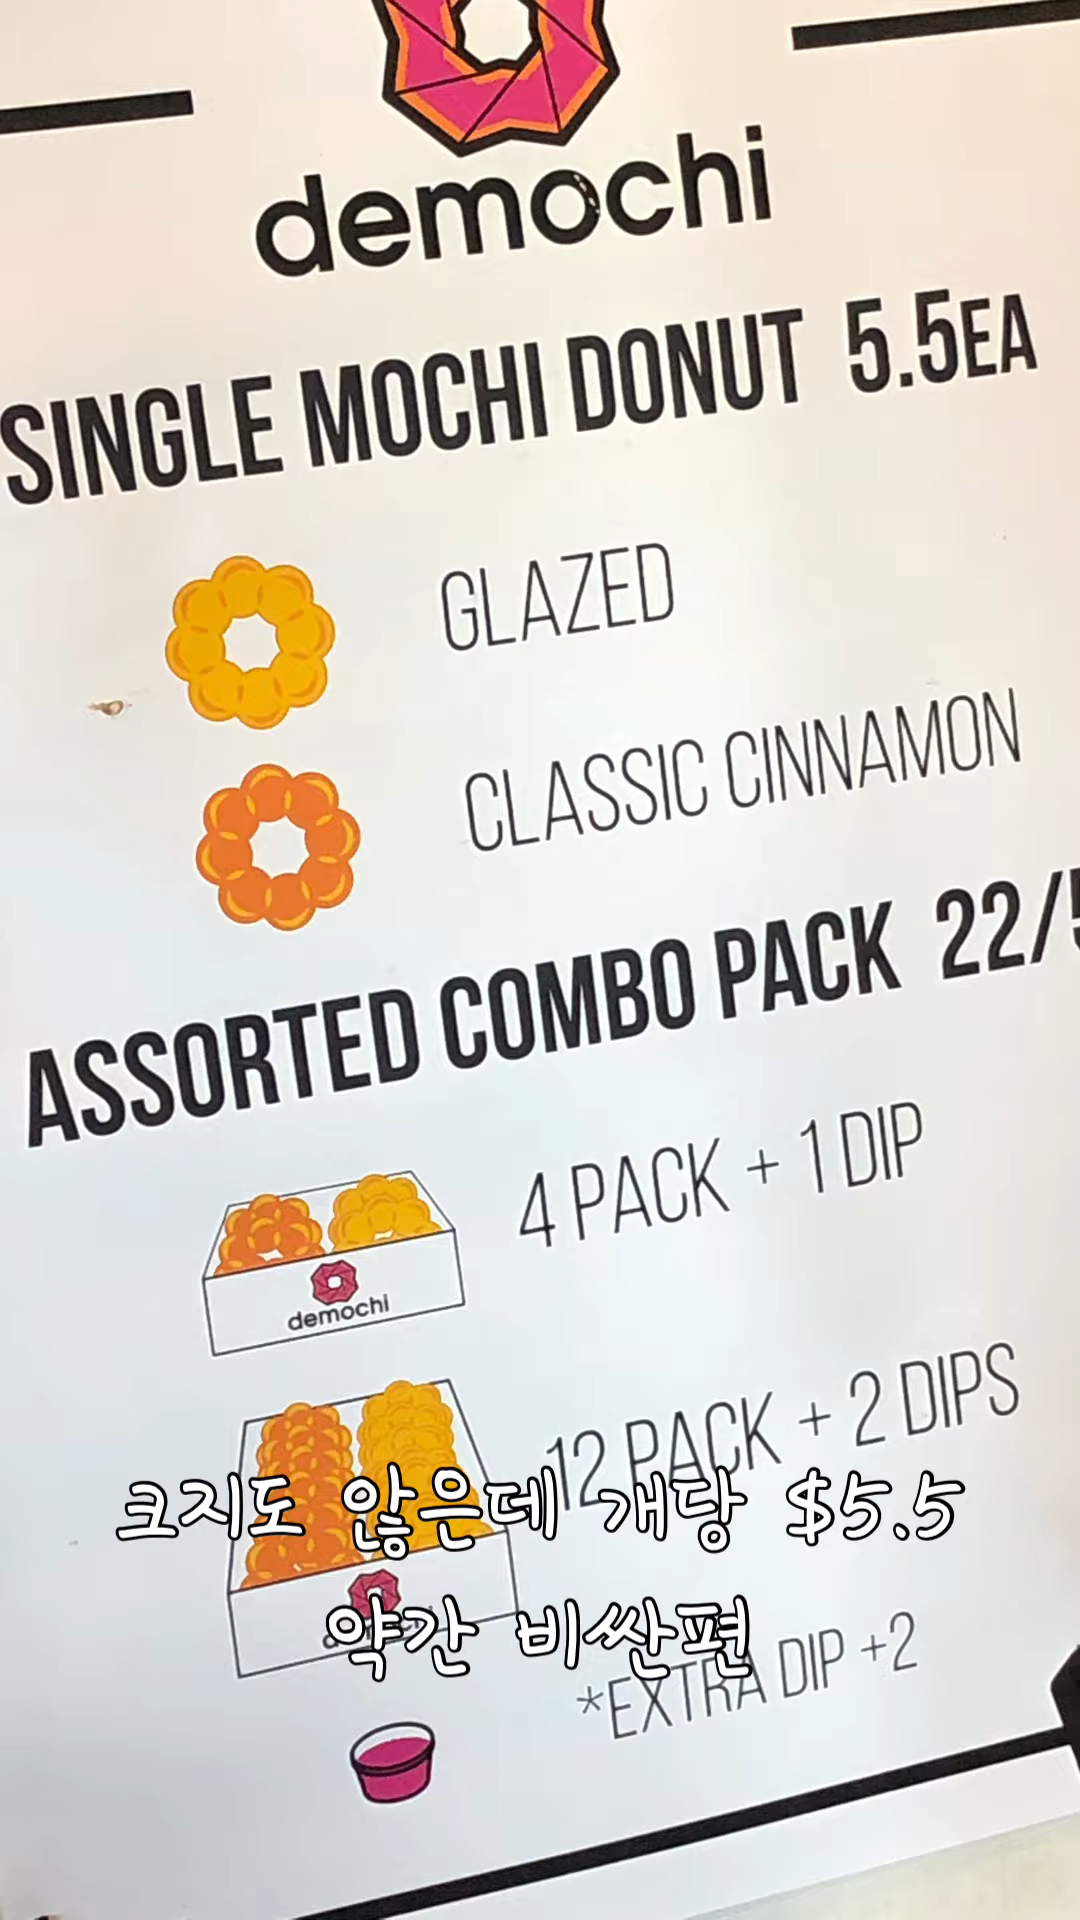 demochi
SINGLE MOCHI DONUT 5.5EA
GLAZED
CLASSIC CINNAMON
ASSORTED COMBO PACK 22/5
4 PACK + 1 DIP
demochi
12 PACK + 2 DIPS
크지도 않은데 개당 $5.5
약간 비싼편
*EXTRA DIP +2